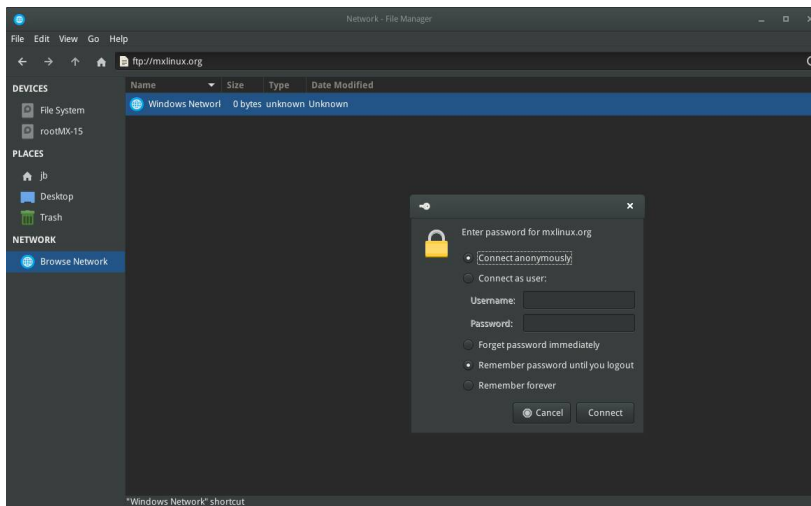 Network - File Manager
File Edit View Go Help
ftp://mxlinux.org
DEVICES
File System
rootMX-15
PLACES
jb
Desktop
Trash
NETWORK
Browse Network
Name Size Type Date Modified
Windows Networl 0 bytes unknown Unknown
Enter password for mxlinux.org
Connect anonymously
Connect as user:
Username:
Password:
Forget password immediately
Remember password until you logout
Remember forever
Cancel Connect
"Windows Network" shortcut